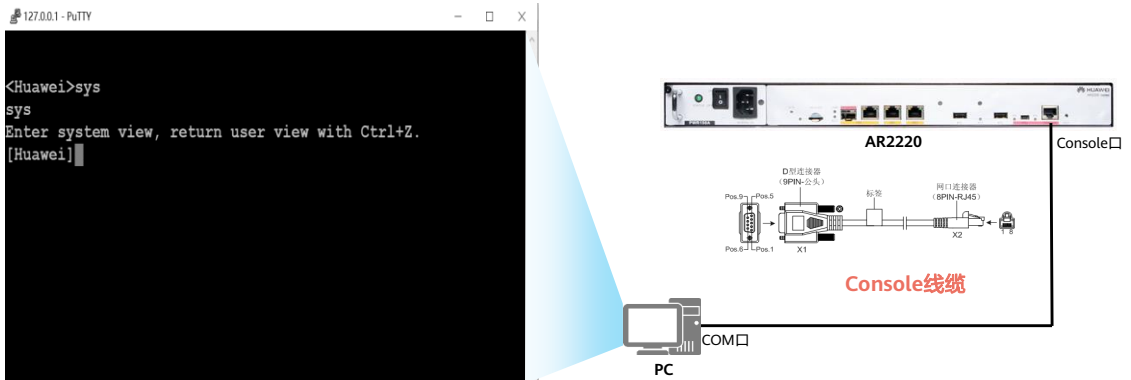 127.0.0.1 - PuTTY
<Huawei>sys
sys
Enter system view, return user view with Ctrl+Z.
[Huawei]
HUAWEI
AR2220
Console口
D型连接器
（9PIN-公头）
标签
网口连接器
（8PIN-RJ45）
Pos.9
Pos.5
Pos.6
Pos.1
X1
X2
1 8
Console线缆
COM口
PC